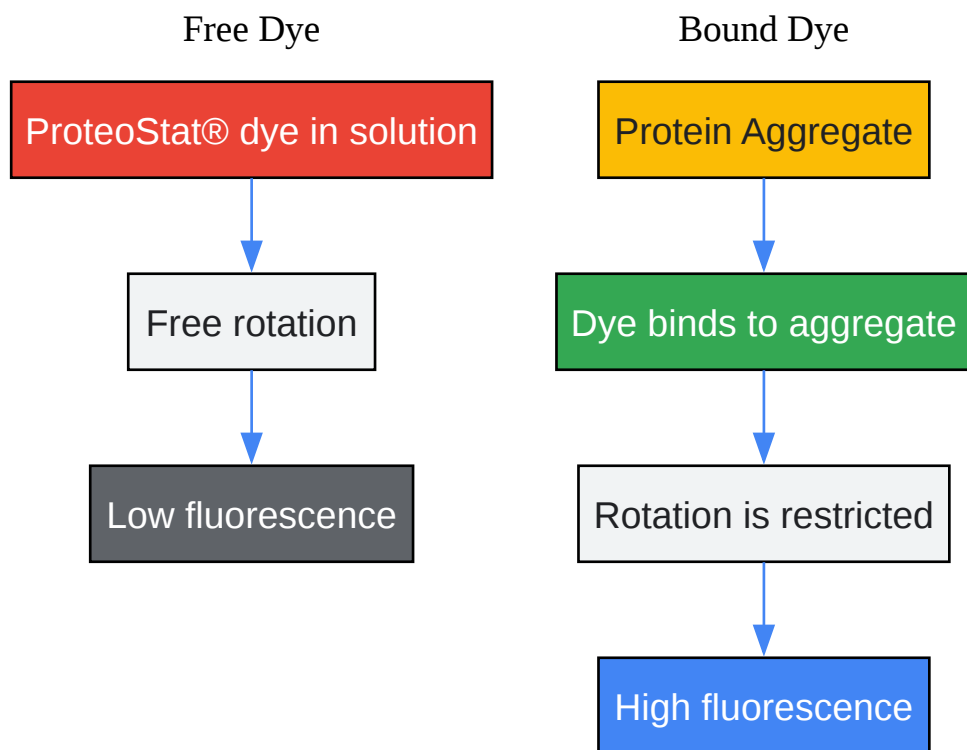 Free Dye
ProteoStat® dye in solution
Free rotation
Low fluorescence
Bound Dye
Protein Aggregate
Dye binds to aggregate
Rotation is restricted
High fluorescence